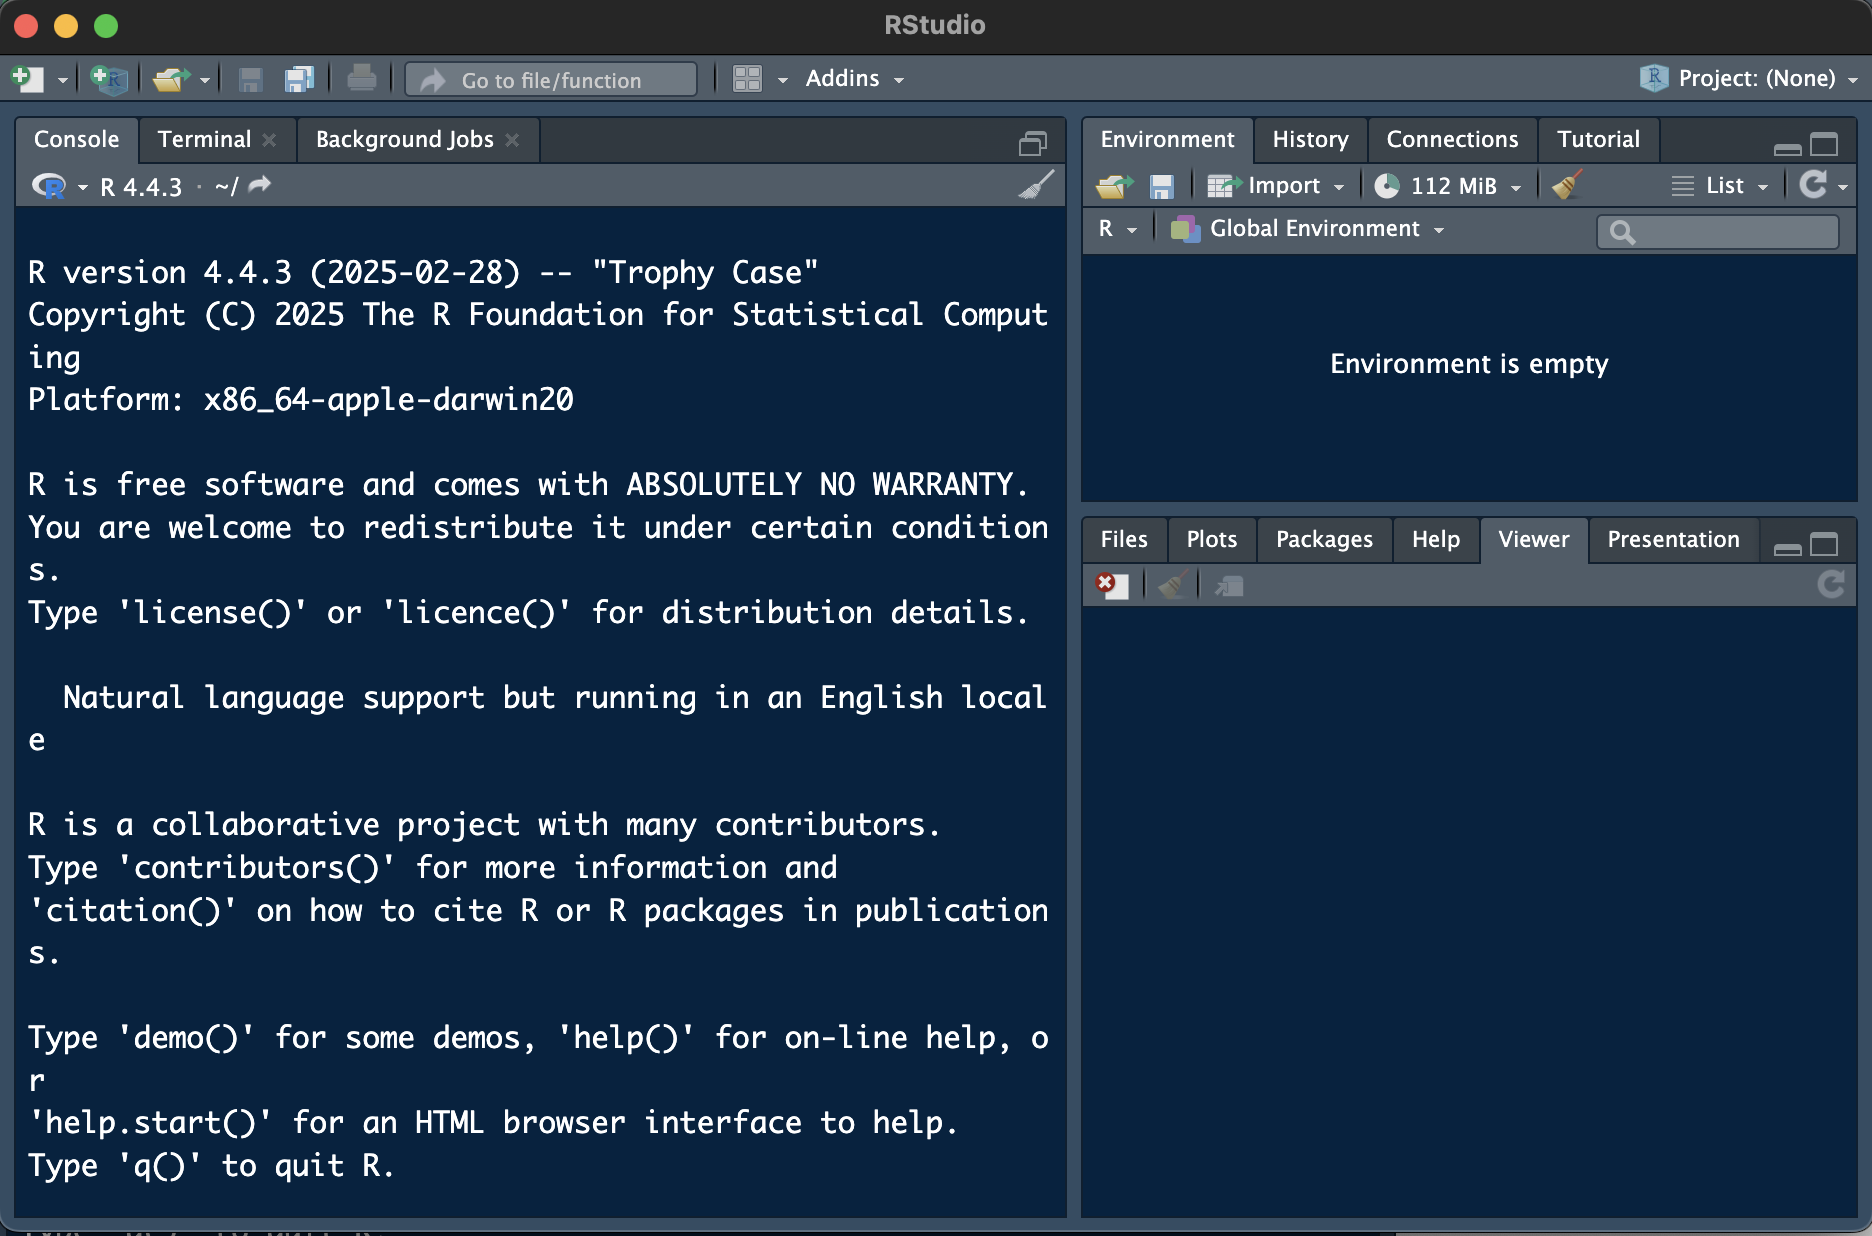 RStudio
Go to file/function
Addins
Project: (None)
Console
Terminal
Background Jobs
R 4.4.3 · ~/
R version 4.4.3 (2025-02-28) -- "Trophy Case"
Copyright (C) 2025 The R Foundation for Statistical Comput
ing
Platform: x86_64-apple-darwin20
R is free software and comes with ABSOLUTELY NO WARRANTY.
You are welcome to redistribute it under certain condition
s.
Type 'license()' or 'licence()' for distribution details.
Natural language support but running in an English local
e
R is a collaborative project with many contributors.
Type 'contributors()' for more information and
'citation()' on how to cite R or R packages in publication
s.
Type 'demo()' for some demos, 'help()' for on-line help, o
r
'help.start()' for an HTML browser interface to help.
Type 'q()' to quit R.
Environment
History
Connections
Tutorial
Import
112 MiB
List
R
Global Environment
Environment is empty
Files
Plots
Packages
Help
Viewer
Presentation